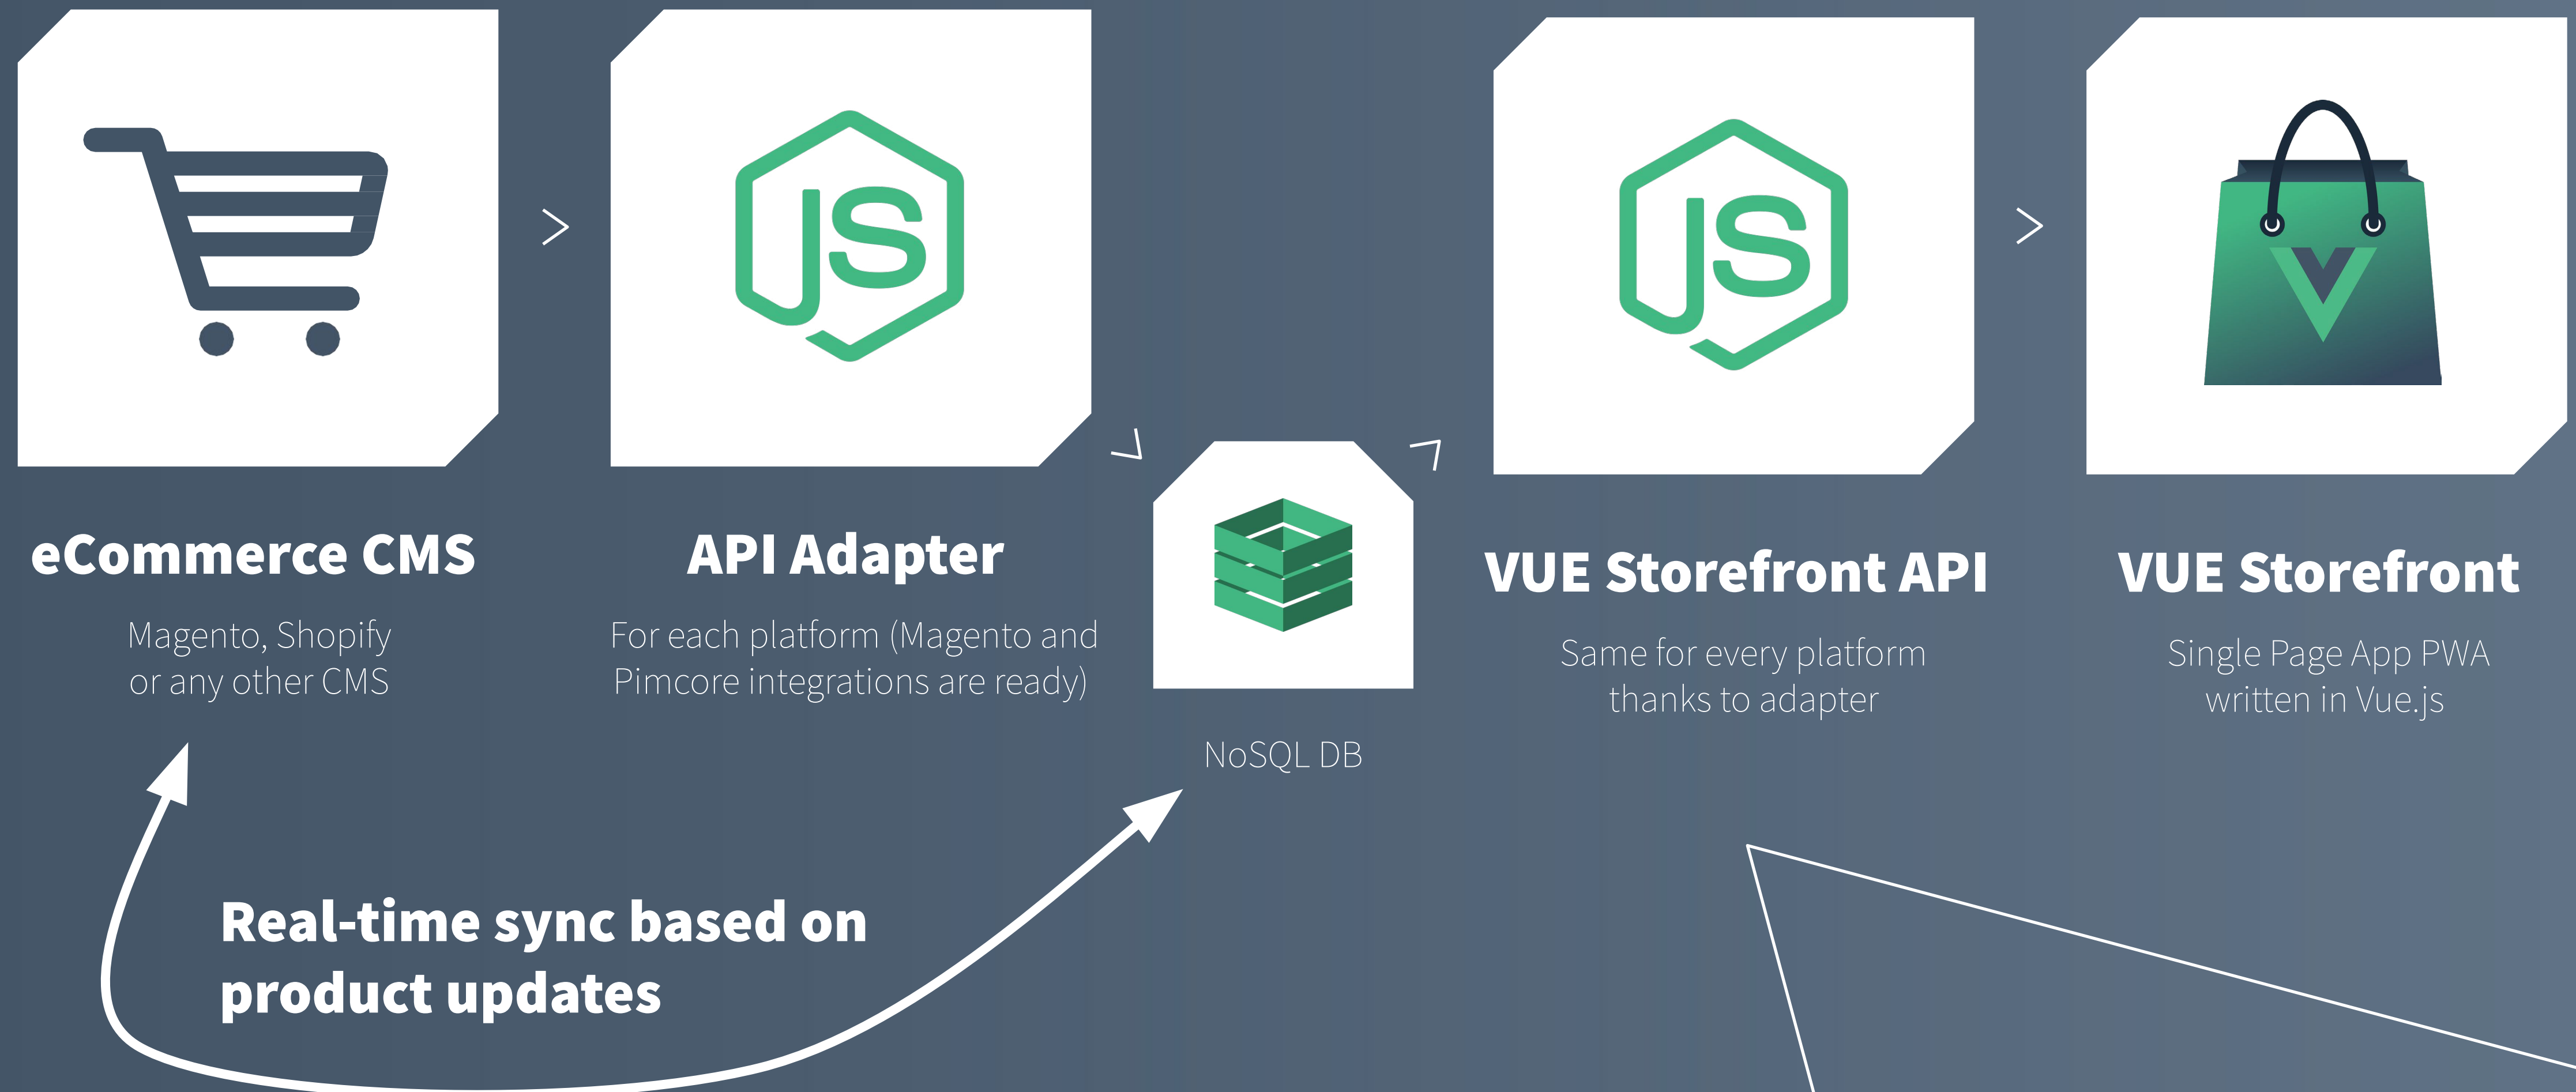 JS
JS
eCommerce CMS
Magento, Shopify
or any other CMS
API Adapter
For each platform (Magento and
Pimcore integrations are ready)
NoSQL DB
VUE Storefront API
Same for every platform
thanks to adapter
VUE Storefront
Single Page App PWA
written in Vue.js
Real-time sync based on
product updates